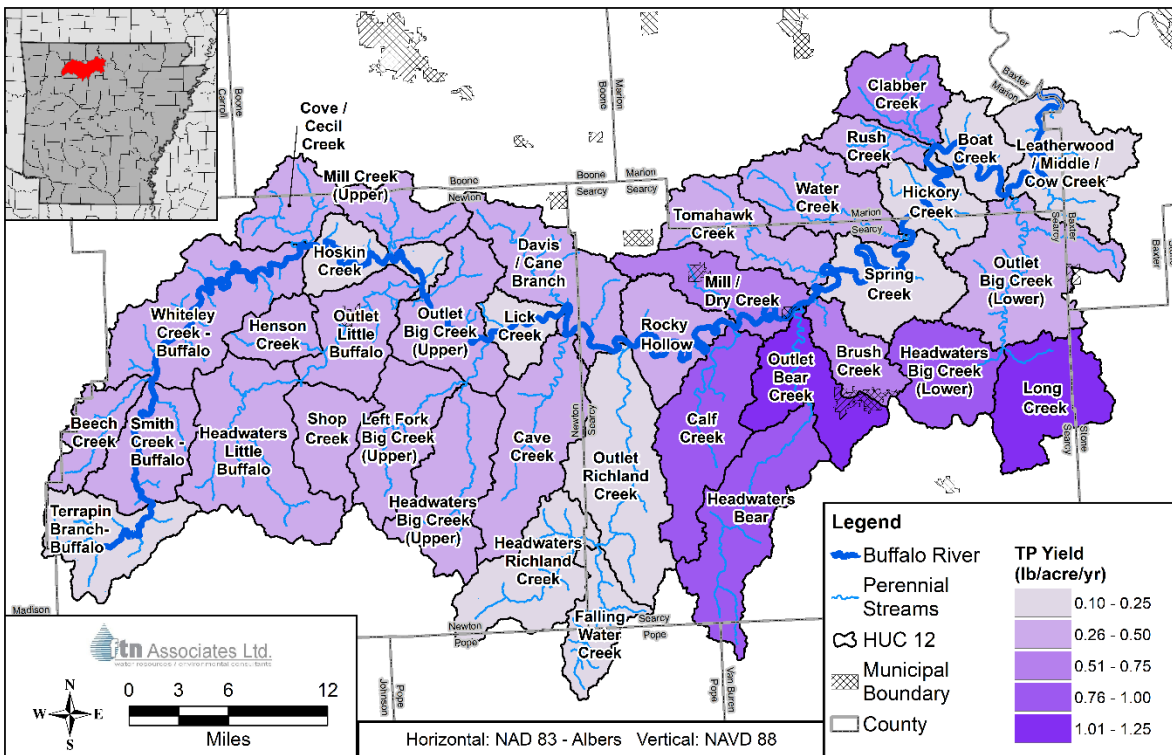 Carroll
Boone
Marion
Boone
Baxter
Marion
Clabber
Creek
Cove /
Cecil
Creek
Rush
Creek
Boat
Creek
Leatherwood
/ Middle /
Cow Creek
Mill Creek
(Upper)
Boone
Newton
Boone
Searcy
Marion
Searcy
Water
Creek
Hickory
Creek
Marion
Searcy
Baxter
Searcy
Baxter
Tomahawk
Creek
Hoskin
Creek
Davis
/ Cane
Branch
Spring
Creek
Outlet
Big Creek
(Lower)
Mill /
Dry Creek
Whiteley
Creek -
Buffalo
Henson
Creek
Outlet
Little
Buffalo
Outlet
Big Creek
(Upper)
Lick
Creek
Rocky
Hollow
Outlet
Bear
Creek
Brush
Creek
Headwaters
Big Creek
(Lower)
Long
Creek
Beech
Creek
Smith
Creek -
Buffalo
Headwaters
Little
Buffalo
Shop
Creek
Left Fork
Big Creek
(Upper)
Cave
Creek
Newton
Searcy
Calf
Creek
Searcy
Stone
Outlet
Richland
Creek
Headwaters
Bear
Terrapin
Branch-
Buffalo
Headwaters
Big Creek
(Upper)
Headwaters
Richland
Creek
Falling
Water
Creek
Madison
Newton
Pope
Searcy
Pope
Johnson
Pope
Pope
Van Buren
ftn Associates Ltd.
water resources / environmental consultants
N
W E
S
0 3 6 12
Miles
Horizontal: NAD 83 - Albers Vertical: NAVD 88
Legend
Buffalo River
Perennial
Streams
HUC 12
Municipal
Boundary
County
TP Yield
(lb/acre/yr)
0.10 - 0.25
0.26 - 0.50
0.51 - 0.75
0.76 - 1.00
1.01 - 1.25